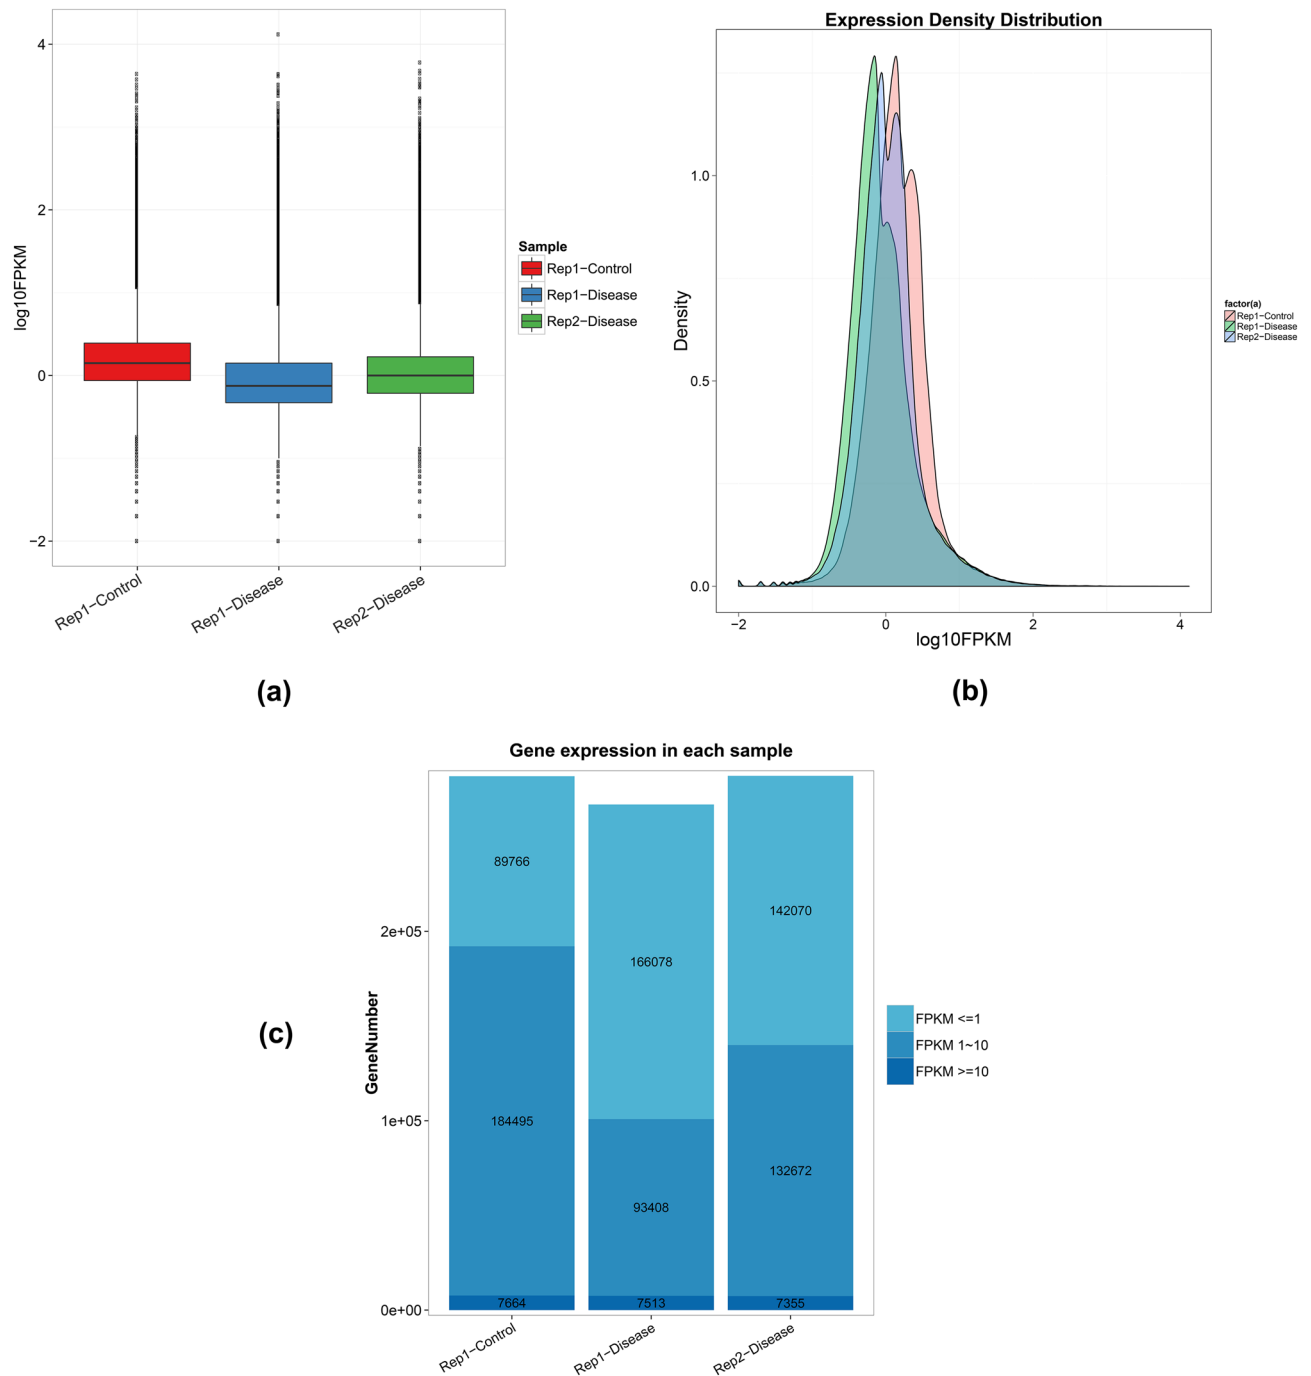 4
2
0
−2
log10FPKM
Rep1−Control
Rep1−Disease
Rep2−Disease
Sample
Rep1−Control
Rep1−Disease
Rep2−Disease
(a)
Expression Density Distribution
1.0
0.5
0.0
Density
−2
0
2
4
log10FPKM
factor(a)
Rep1−Control
Rep1−Disease
Rep2−Disease
(b)
Gene expression in each sample
(c)
GeneNumber
2e+05
1e+05
0e+00
89766
184495
7664
166078
93408
7513
142070
132672
7355
Rep1−Control
Rep1−Disease
Rep2−Disease
FPKM <=1
FPKM 1~10
FPKM >=10